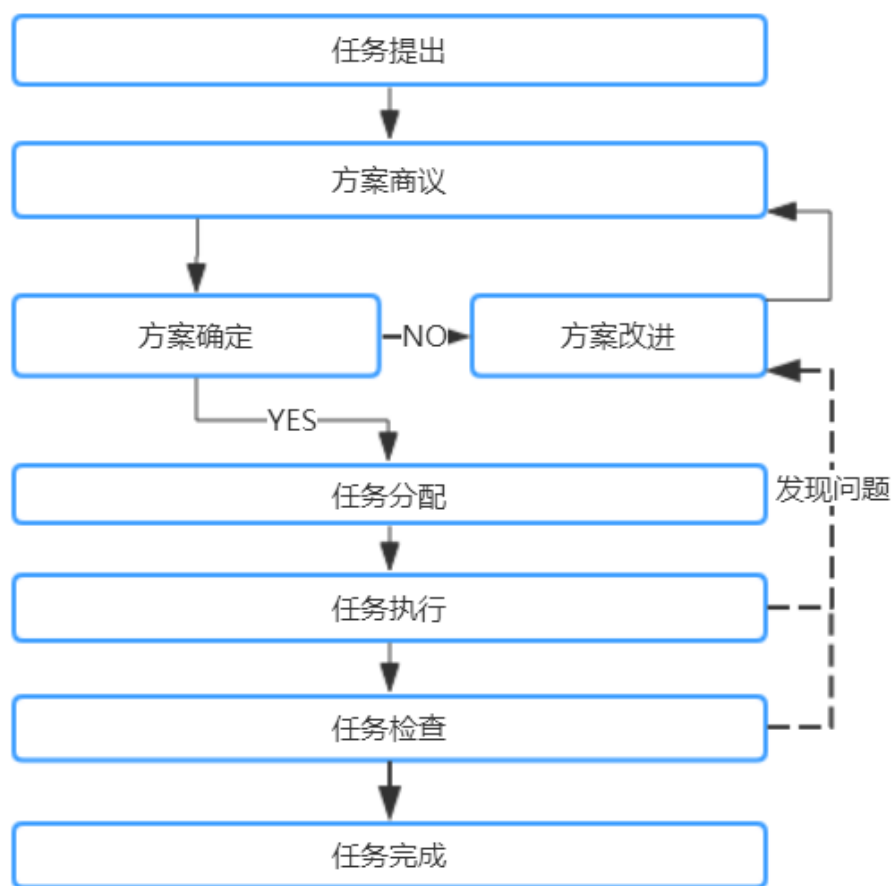 任务提出
方案商议
方案确定
NO
方案改进
YES
任务分配
发现问题
任务执行
任务检查
任务完成